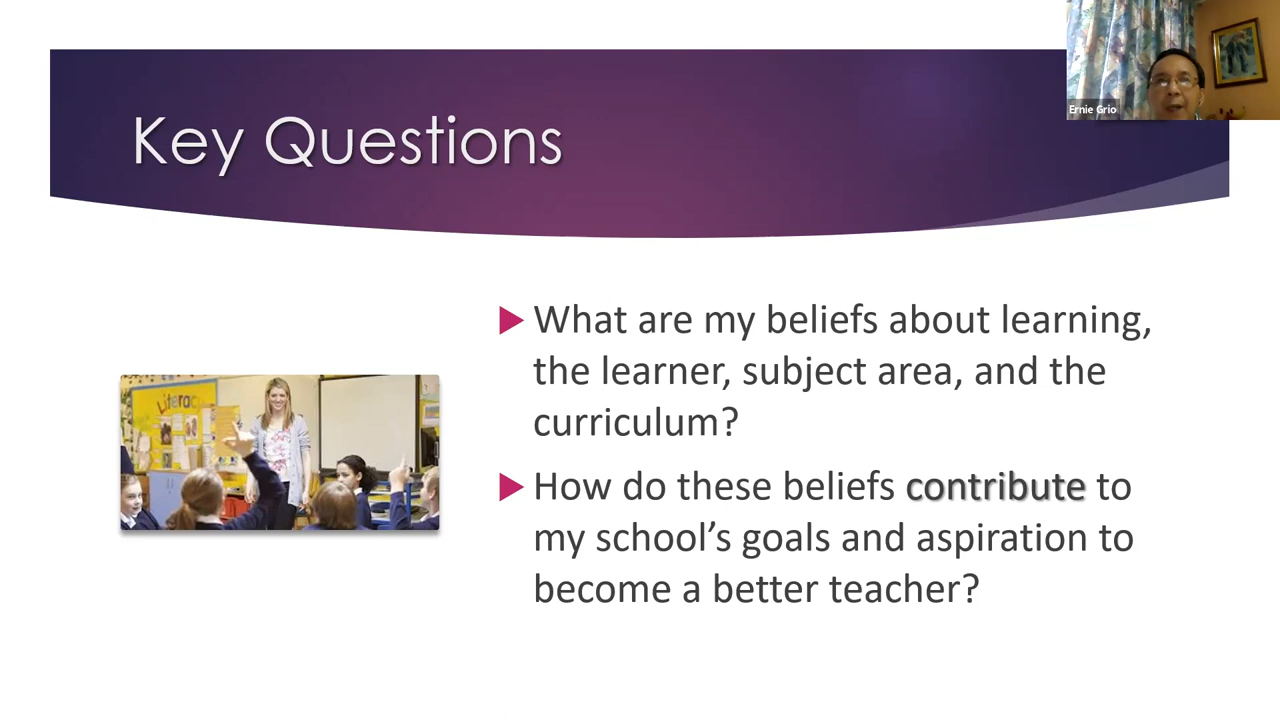 Ernie Grio
Key Questions
What are my beliefs about learning,
the learner, subject area, and the
curriculum?
How do these beliefs contribute to
my school’s goals and aspiration to
become a better teacher?
Literacy